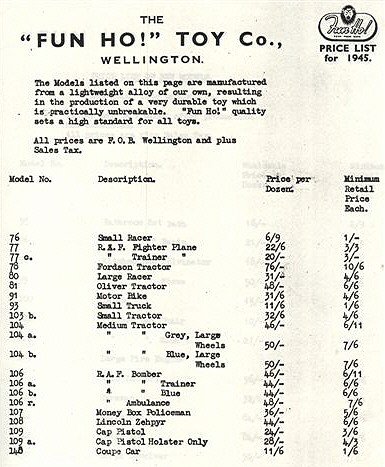 THE
"FUN HO!" TOY Co.,
WELLINGTON.
Fun Ho!
PRICE LIST
for 1945.
The Models listed on this page are manufactured
from a lightweight alloy of our own, resulting
in the production of a very durable toy which
is practically unbreakable. "Fun Ho!" quality
sets a high standard for all toys.
All prices are F.O.B. Wellington and plus
Sales Tax.
Model No. Description. Price per Dozen. Minimum Retail Price Each.
76 Small Racer 6/9 1/-
77 R.A.F. Fighter Plane 22/6 3/3
77 c. " Trainer " 20/- 3/-
78 Fordson Tractor 76/- 10/6
80 Large Racer 31/- 4/6
81 Oliver Tractor 48/- 6/6
91 Motor Bike 31/6 4/6
93 Small Truck 11/6 1/6
103 b. Small Tractor 32/6 4/6
104 Medium Tractor 46/- 6/11
104 a. " " Grey, Large
Wheels 50/- 7/6
104 b. " " Blue, Large
Wheels 50/- 7/6
106 R.A.F. Bomber 46/- 6/11
106 a. " " Trainer 44/- 6/6
106 b. " " Blue 44/- 6/6
106 r. " Ambulance 48/- 7/6
107 Money Box Policeman 36/- 5/6
108 Lincoln Zehpyr 44/- 6/6
109 Cap Pistol 24/- 3/6
109 a. Cap Pistol Holster Only 28/- 4/3
148 Coupe Car 11/6 1/6